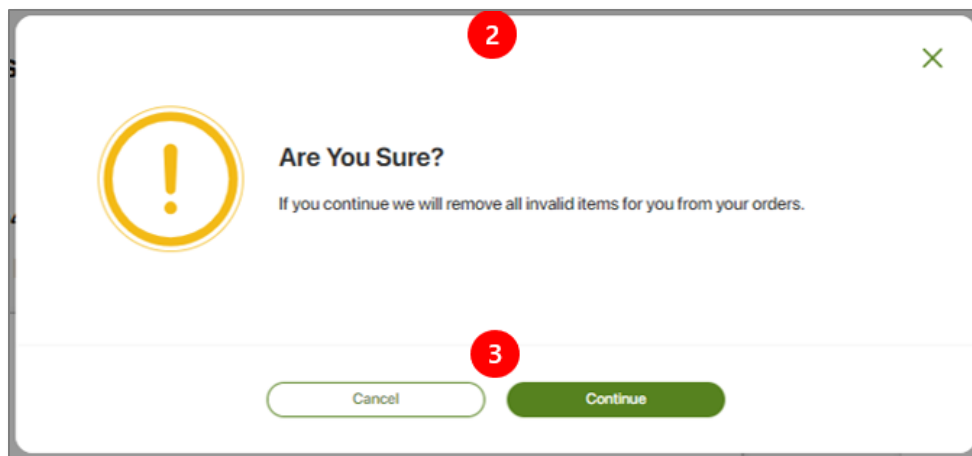 2
Are You Sure?
If you continue we will remove all invalid items for you from your orders.
3
Cancel
Continue